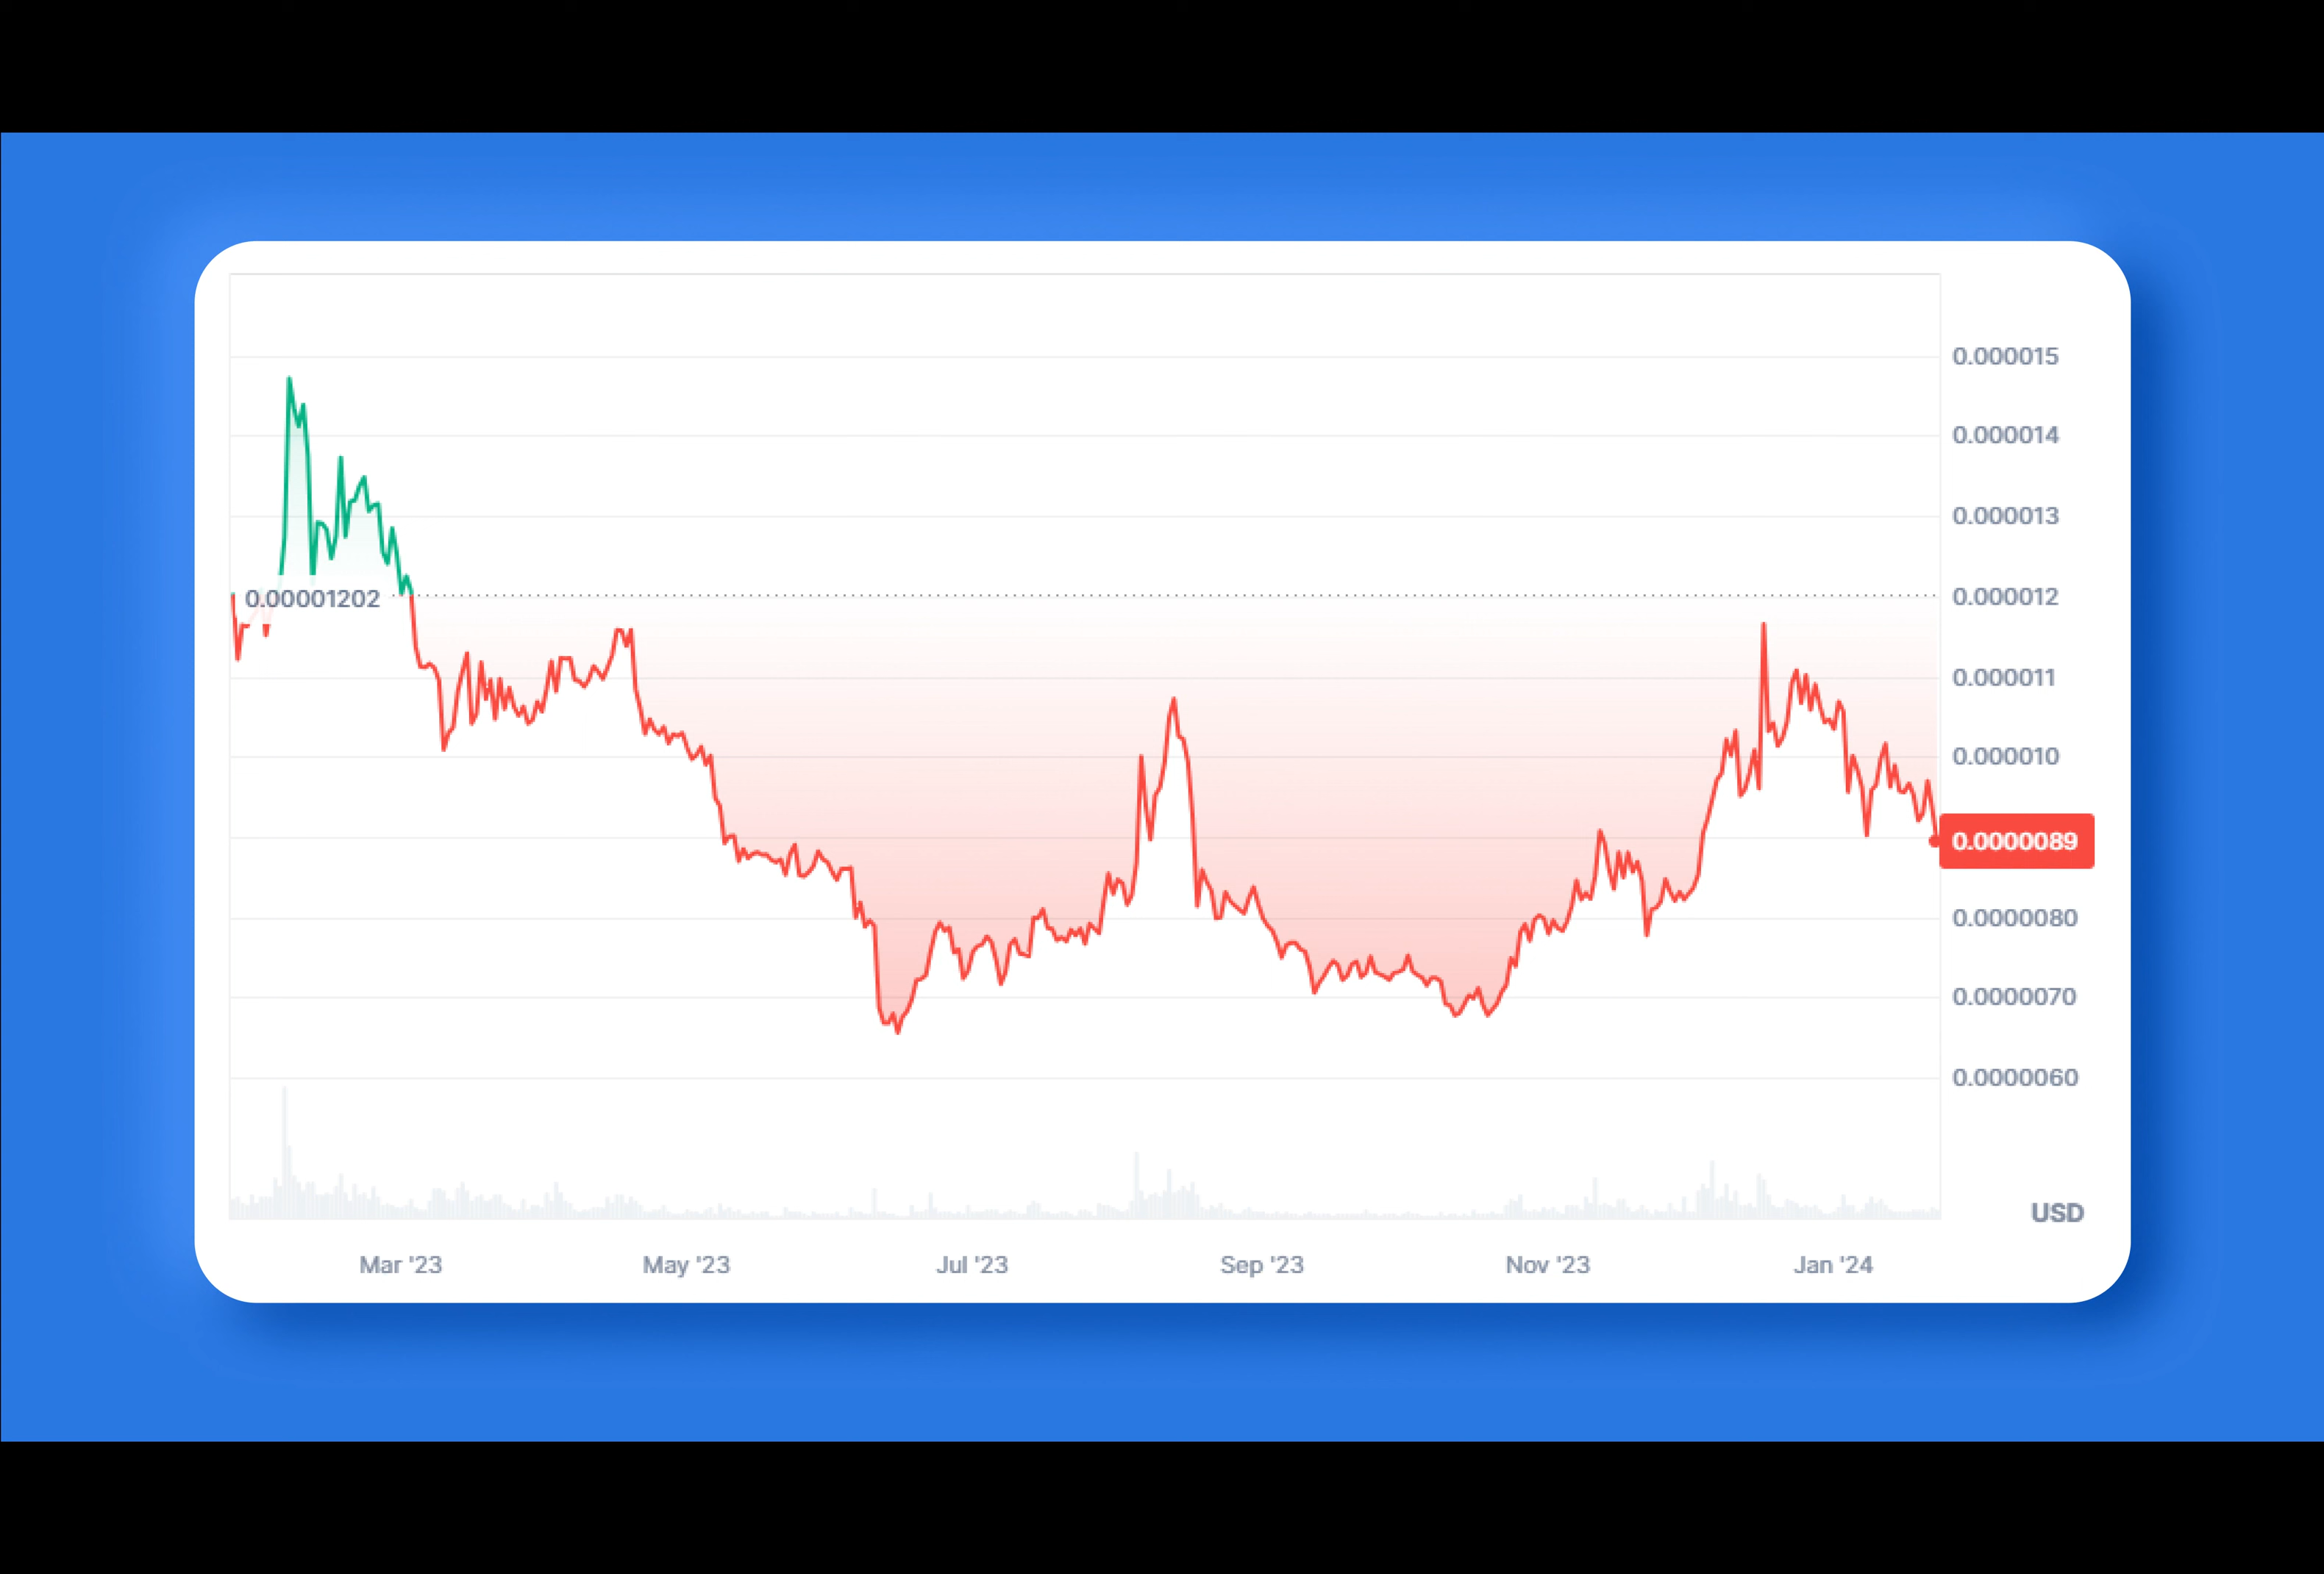 0.000015
0.000014
0.000013
0.00001202
0.000012
0.000011
0.000010
0.0000089
0.0000080
0.0000070
0.0000060
USD
Mar '23
May '23
Jul '23
Sep '23
Nov '23
Jan '24